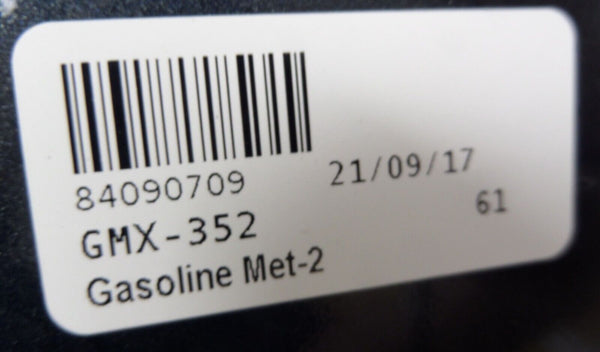 84090709 21/09/17
GMX-352 61
Gasoline Met-2